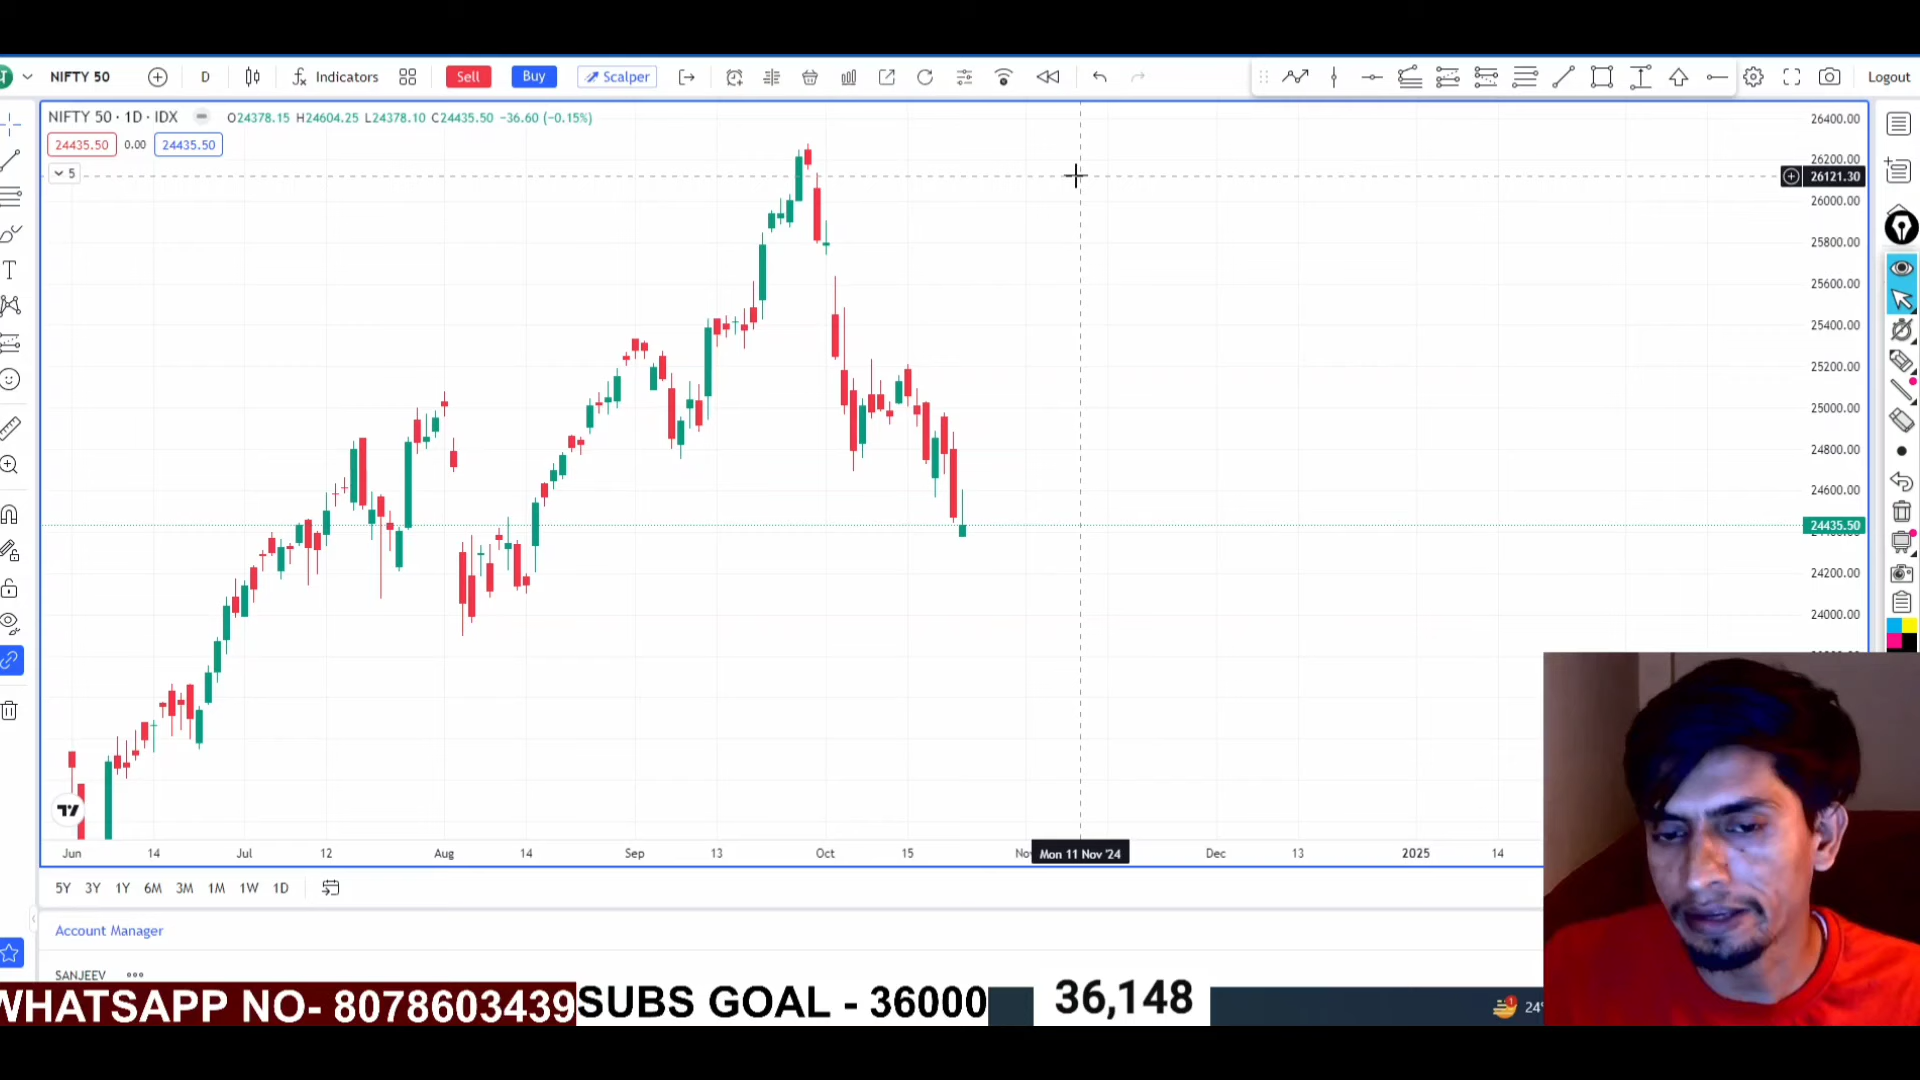 NIFTY 50
D
Indicators
Sell
Buy
Scalper
Logout
NIFTY 50 · 1D · IDX
O24378.15 H24604.25 L24378.10 C24435.50 −36.60 (−0.15%)
24435.50 0.00 24435.50
5
26400.00
26200.00
26121.30
26000.00
25800.00
25600.00
25400.00
25200.00
25000.00
24800.00
24600.00
24435.50
24200.00
24000.00
Jun 14 Jul 12 Aug 14 Sep 13 Oct 15 Mon 11 Nov '24 Dec 13 2025 14
5Y 3Y 1Y 6M 3M 1M 1W 1D
Account Manager
SANJEEV
WHATSAPP NO- 8078603439
SUBS GOAL - 36000
36,148
1
24°